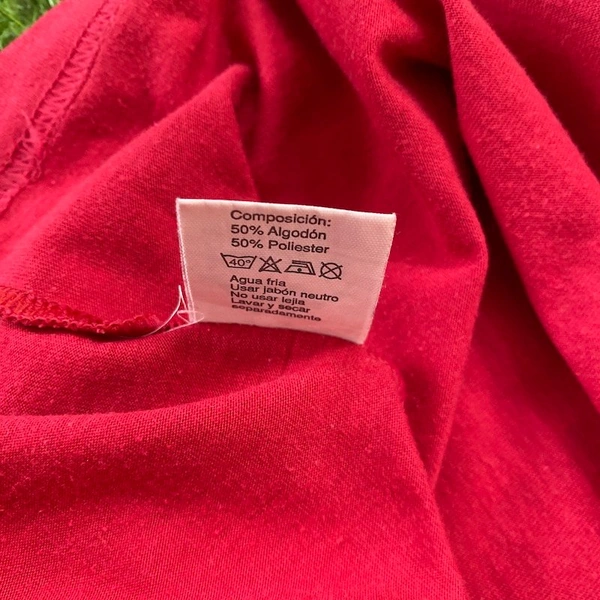 Composición:
50% Algodón
50% Poliester
40°
Agua fria
Usar jabón neutro
No usar lejia
Lavar y secar
separadamente